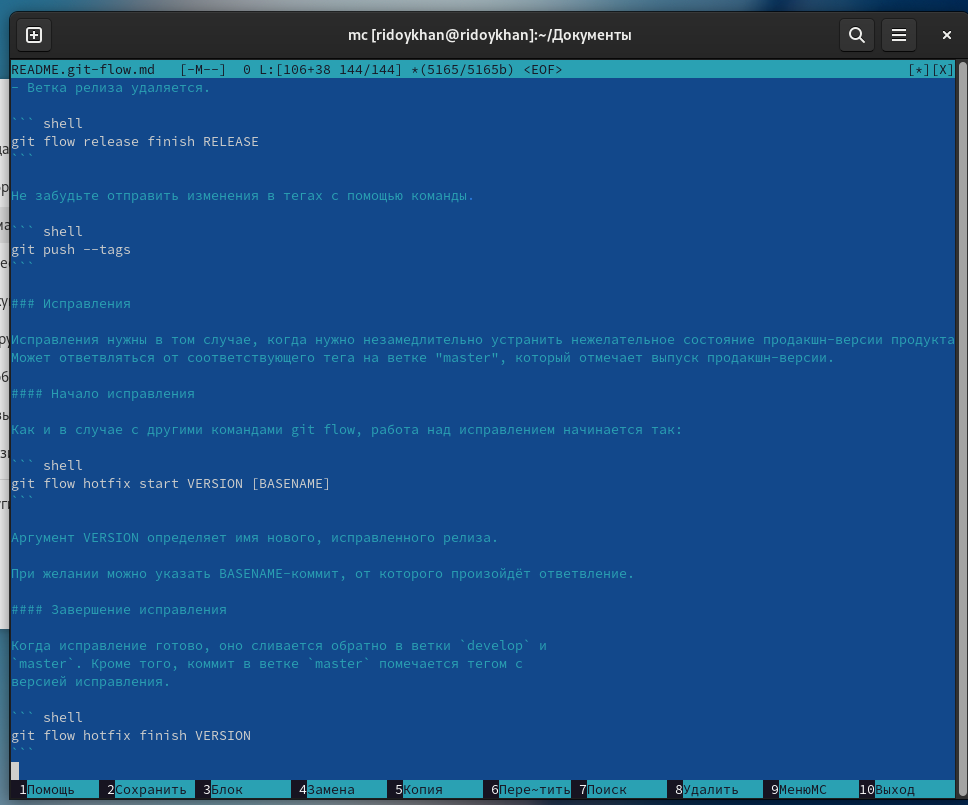 mc [ridoykhan@ridoykhan]:~/Документы
README.git-flow.md [-M--] 0 L:[106+38 144/144] *(5165/5165b) <EOF> [*][X]
- Ветка релиза удаляется.
``` shell
git flow release finish RELEASE
```
Не забудьте отправить изменения в тегах с помощью команды.
``` shell
git push --tags
```
### Исправления
Исправления нужны в том случае, когда нужно незамедлительно устранить нежелательное состояние продакшн-версии продукта
Может ответвляться от соответствующего тега на ветке "master", который отмечает выпуск продакшн-версии.
#### Начало исправления
Как и в случае с другими командами git flow, работа над исправлением начинается так:
``` shell
git flow hotfix start VERSION [BASENAME]
```
Аргумент VERSION определяет имя нового, исправленного релиза.
При желании можно указать BASENAME-коммит, от которого произойдёт ответвление.
#### Завершение исправления
Когда исправление готово, оно сливается обратно в ветки `develop` и
`master`. Кроме того, коммит в ветке `master` помечается тегом с
версией исправления.
``` shell
git flow hotfix finish VERSION
```
1Помощь 2Сохранить 3Блок 4Замена 5Копия 6Пере~тить 7Поиск 8Удалить 9МенюМС 10Выход